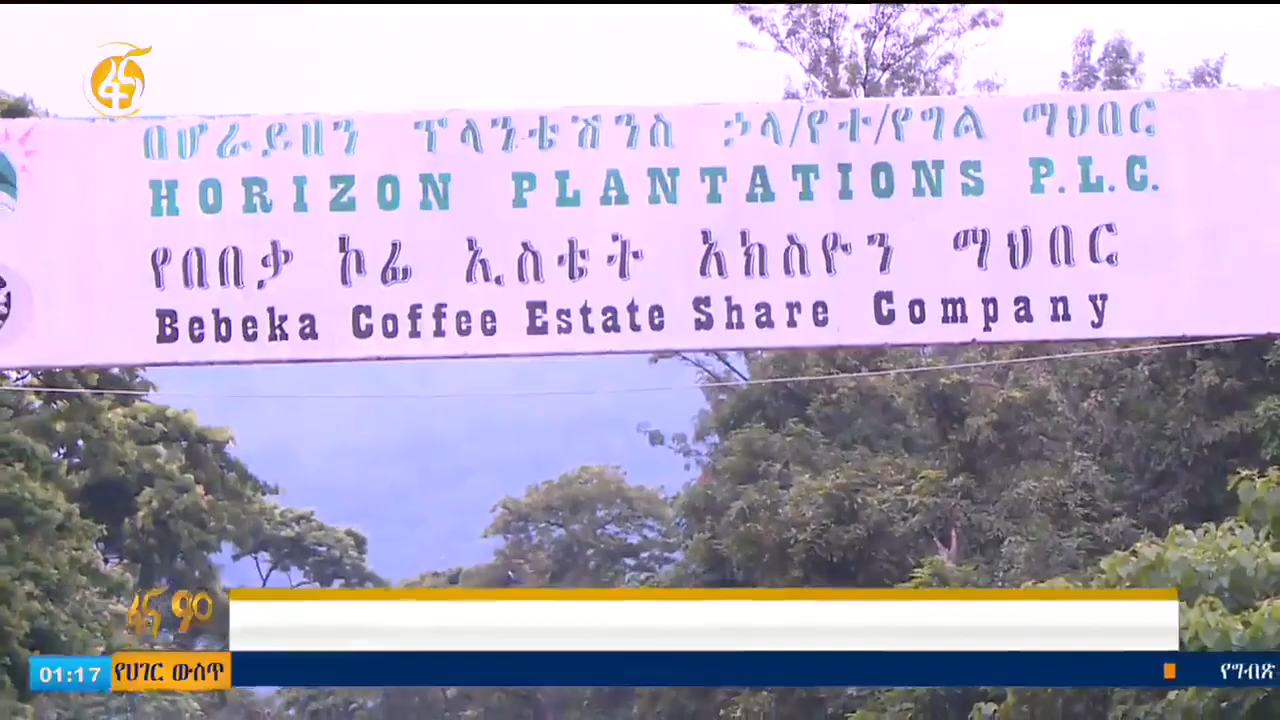 በሆራይዘን ፕላንቴሽንስ ኃላ/የተ/የግል ማህበር
HORIZON PLANTATIONS P.L.C.
የበበቃ ኮፊ ኢስቴት አክስዮን ማህበር
Bebeka Coffee Estate Share Company
01:17 የሀገር ውስጥ የግብጽ